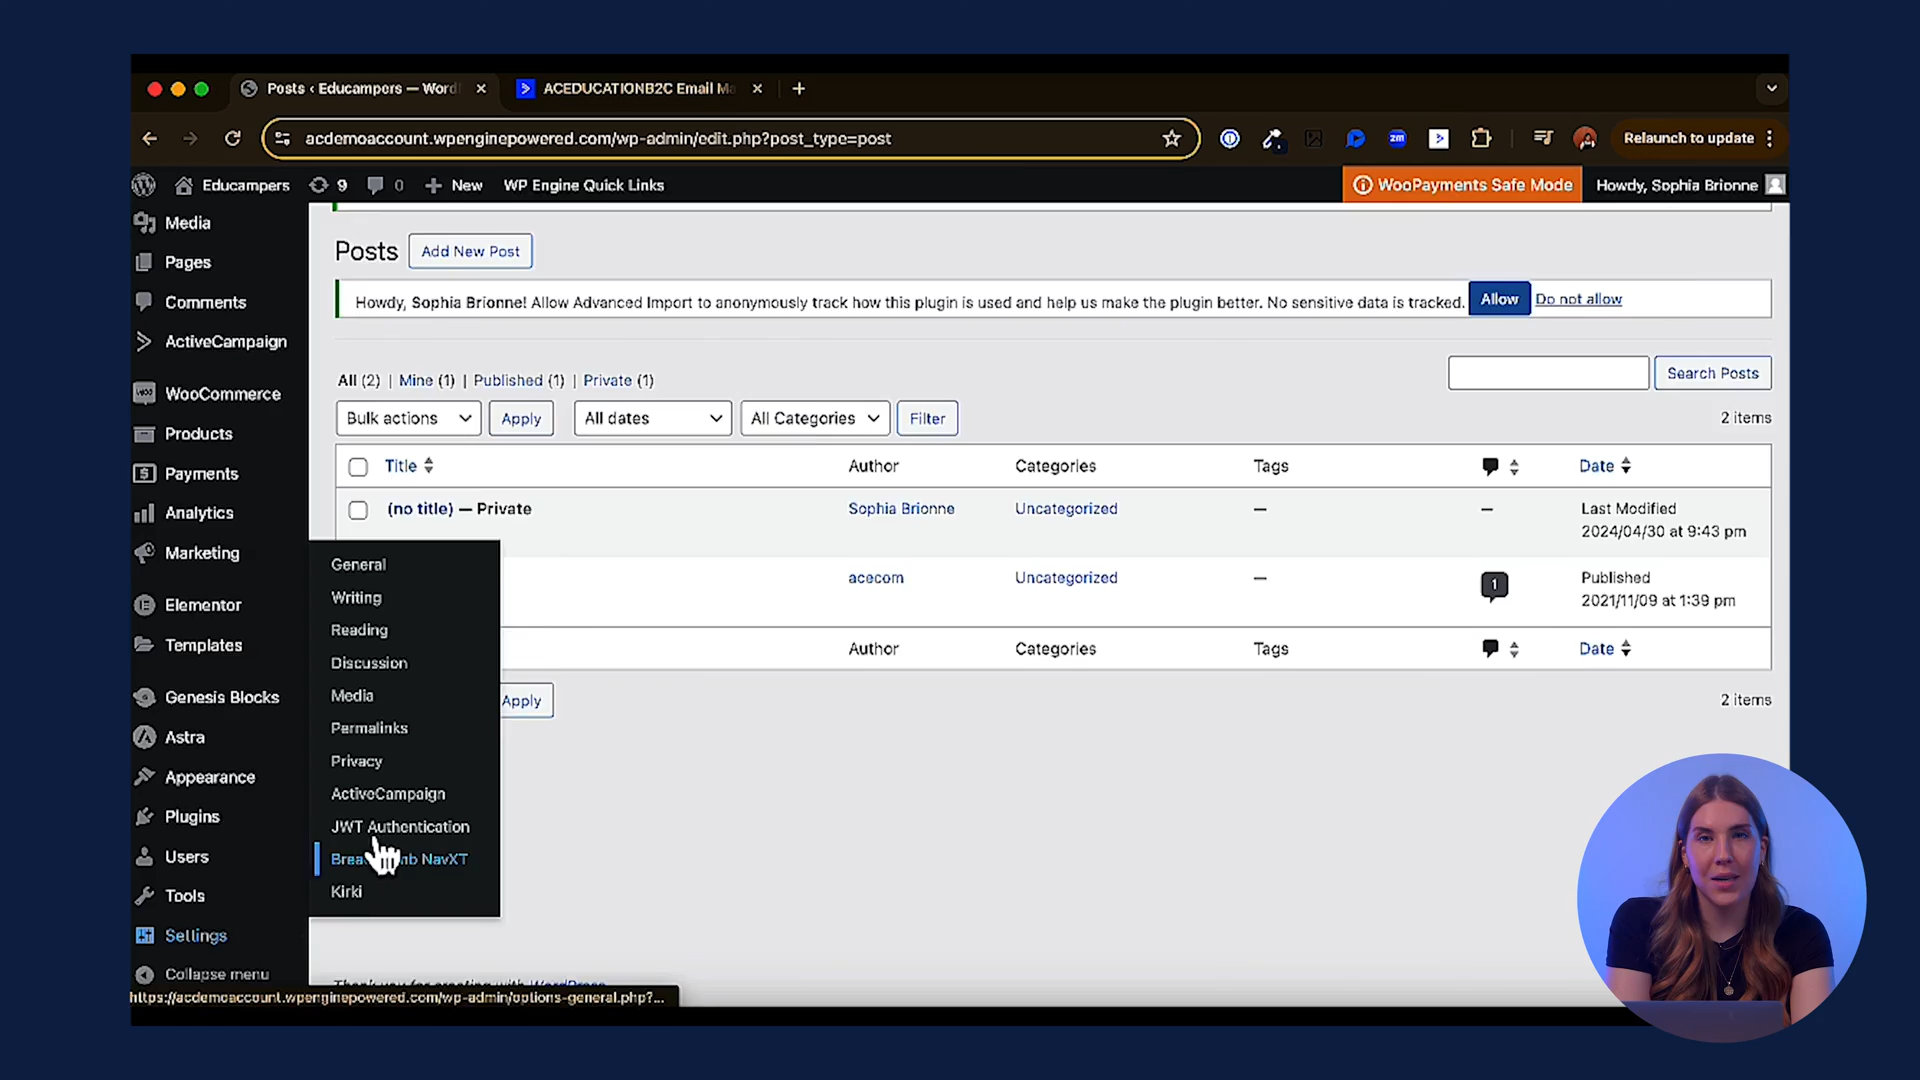 Posts ‹ Educampers — Word
ACEDUCATIONB2C Email Ma
acdemoaccount.wpenginepowered.com/wp-admin/edit.php?post_type=post
zm
Relaunch to update
Educampers 9 0 New WP Engine Quick Links
WooPayments Safe Mode
Howdy, Sophia Brionne
Media
Pages
Comments
ActiveCampaign
WooCommerce
Products
Payments
Analytics
Marketing
Elementor
Templates
Genesis Blocks
Astra
Appearance
Plugins
Users
Tools
Settings
Collapse menu
General
Writing
Reading
Discussion
Media
Permalinks
Privacy
ActiveCampaign
JWT Authentication
NavXT
Kirki
Posts
Add New Post
Howdy, Sophia Brionne! Allow Advanced Import to anonymously track how this plugin is used and help us make the plugin better. No sensitive data is tracked. Allow Do not allow
All (2) | Mine (1) | Published (1) | Private (1)
Search Posts
Bulk actions Apply All dates All Categories Filter
2 items
Title Author Categories Tags Date
(no title) — Private Sophia Brionne Uncategorized — — Last Modified
2024/04/30 at 9:43 pm
acecom Uncategorized — 1 Published
2021/11/09 at 1:39 pm
Author Categories Tags Date
Apply
2 items
https://acdemoaccount.wpenginepowered.com/wp-admin/options-general.php?...